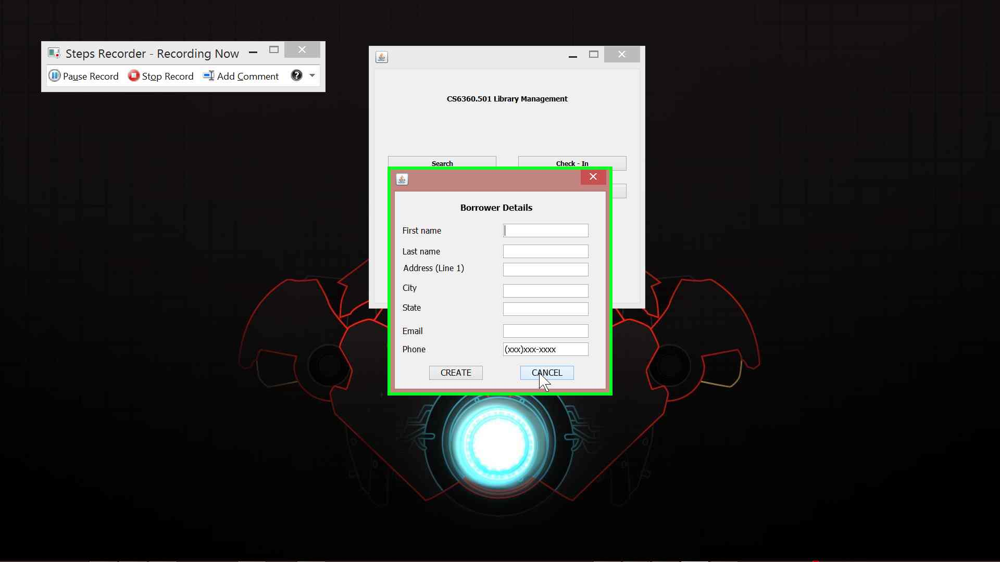 Steps Recorder - Recording Now
Pause Record Stop Record Add Comment
CS6360.501 Library Management
Search Check - In
Borrower Details
First name
Last name
Address (Line 1)
City
State
Email
Phone (xxx)xxx-xxxx
CREATE CANCEL